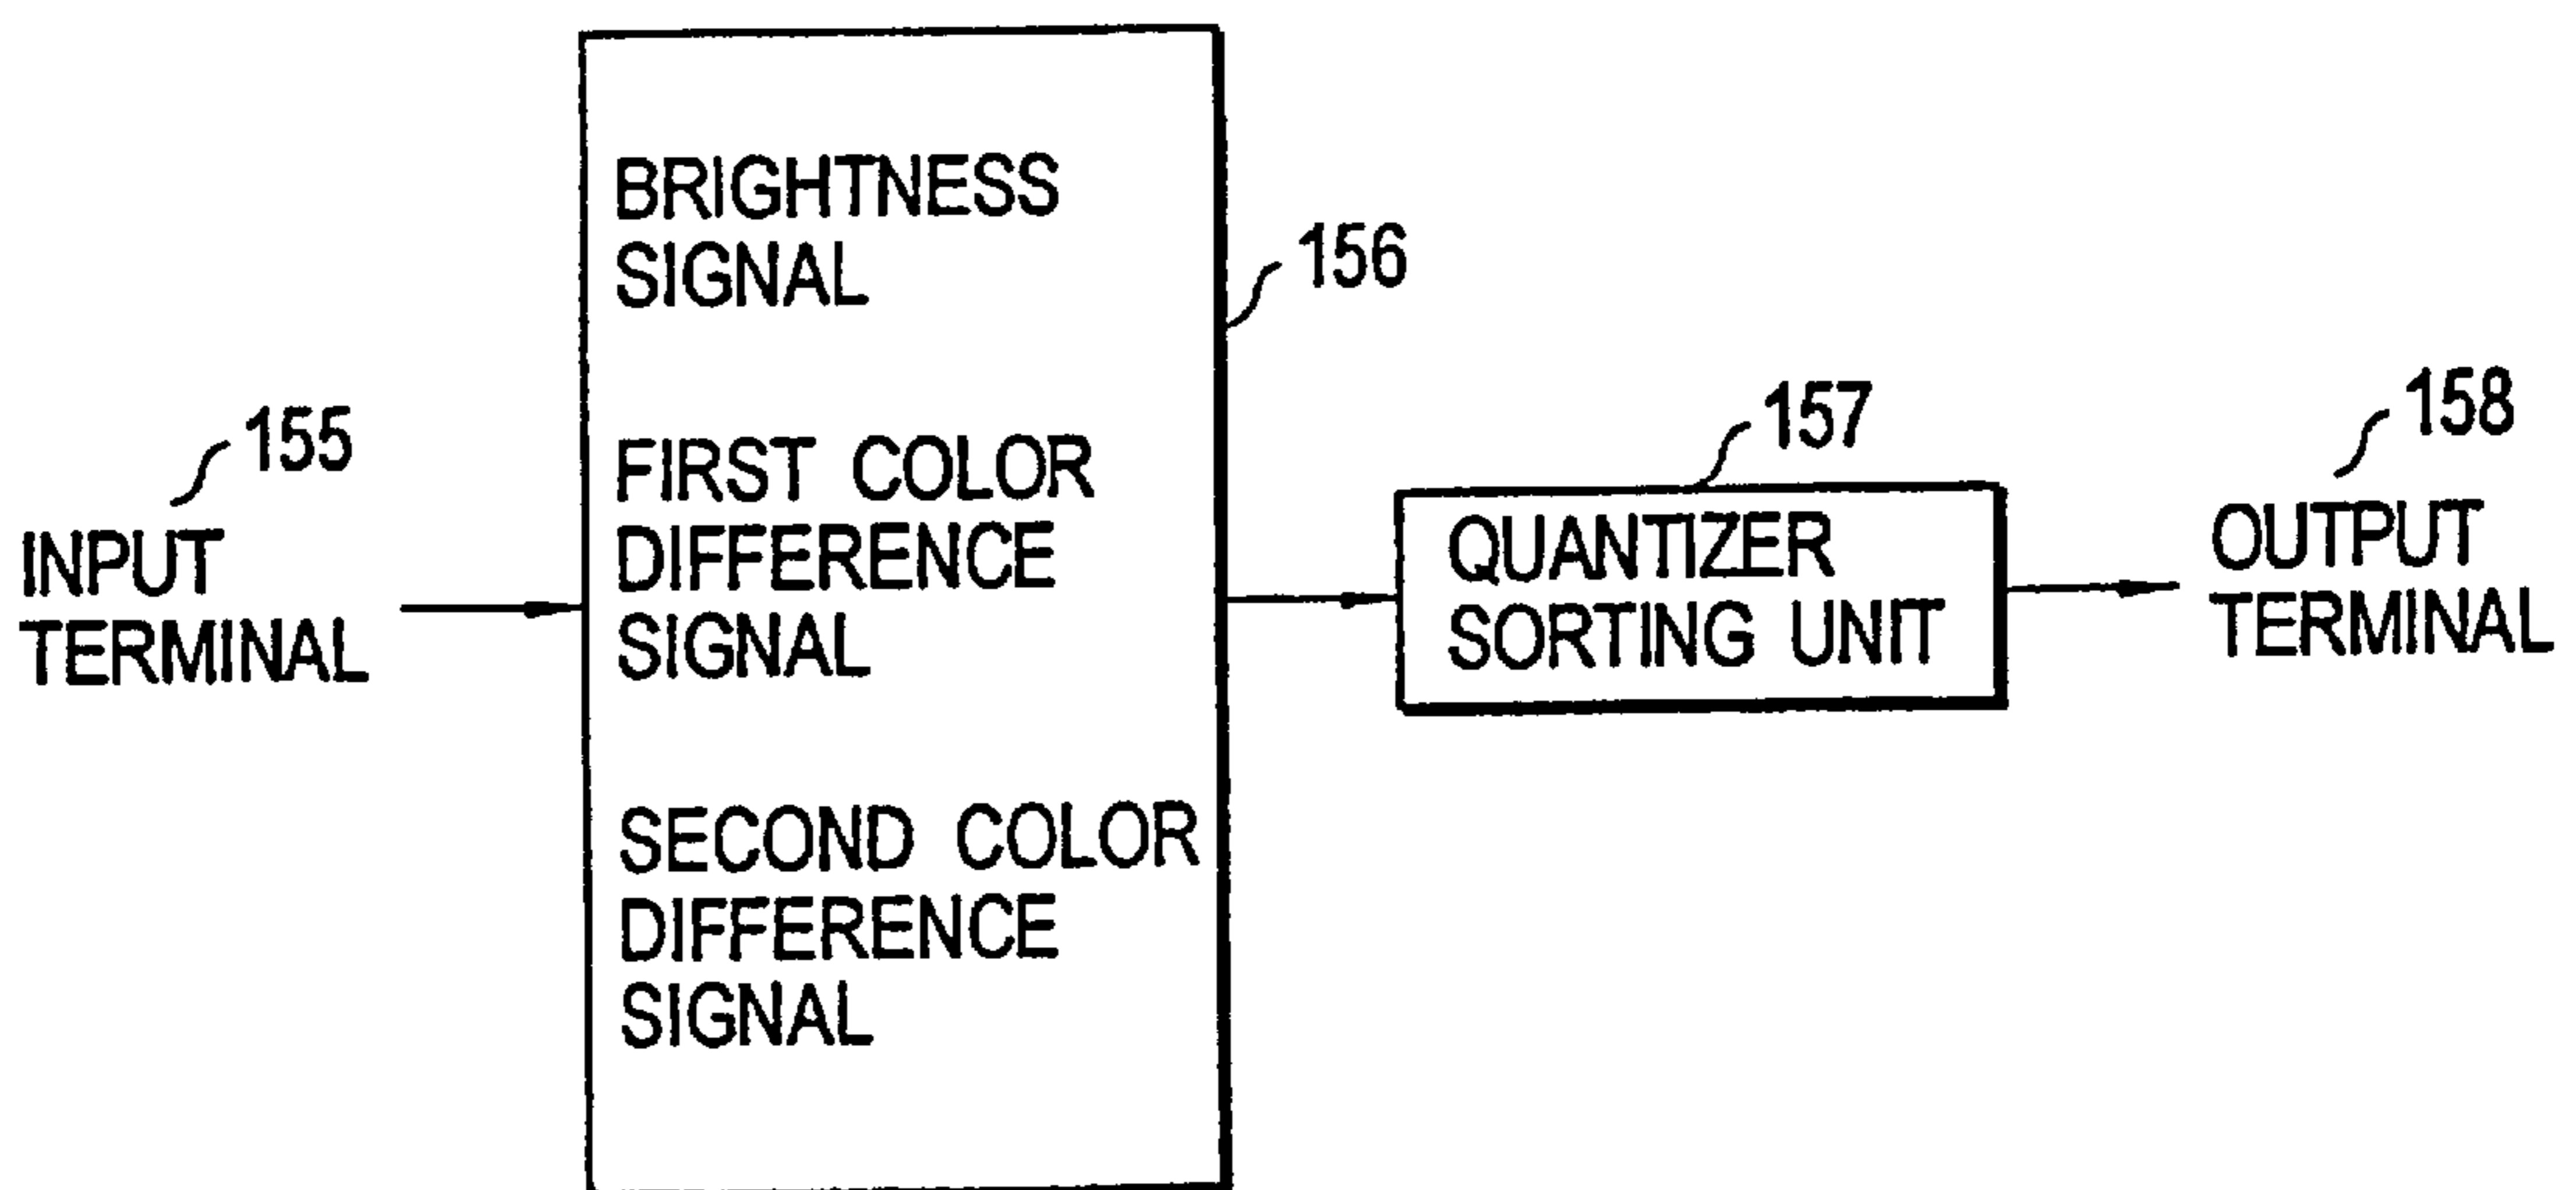 155
INPUT
TERMINAL
BRIGHTNESS
SIGNAL
FIRST COLOR
DIFFERENCE
SIGNAL
SECOND COLOR
DIFFERENCE
SIGNAL
156
157
QUANTIZER
SORTING UNIT
158
OUTPUT
TERMINAL